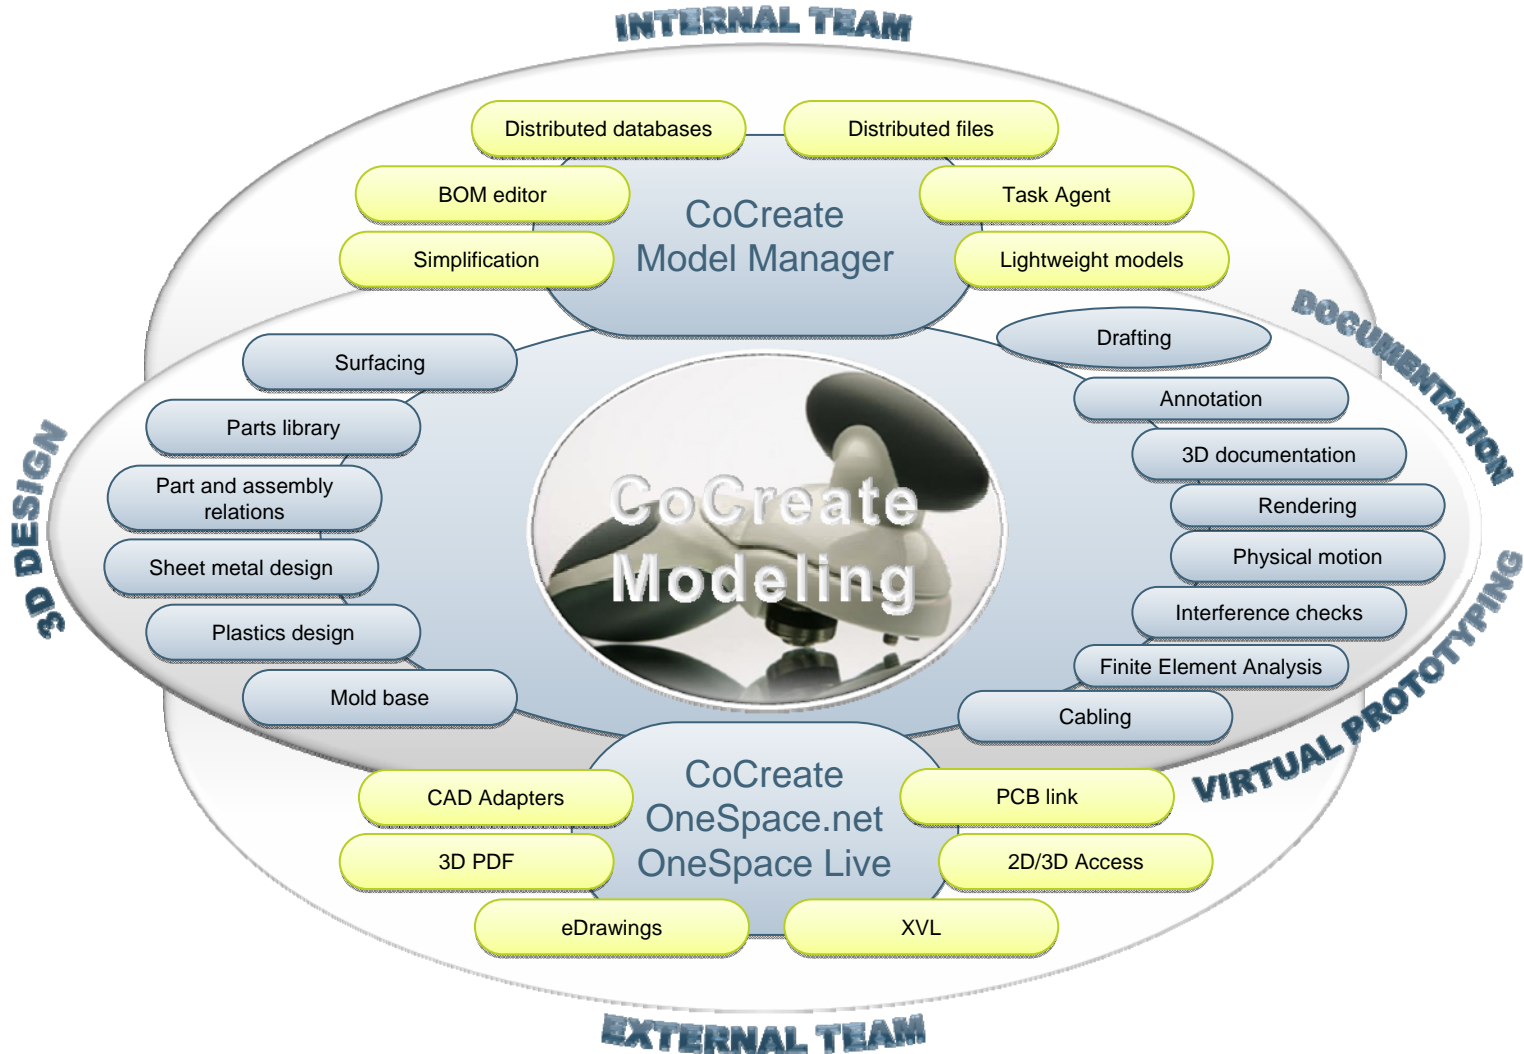 INTERNAL TEAM
Distributed databases
Distributed files
BOM editor
Task Agent
Simplification
Lightweight models
CoCreate
Model Manager
DOCUMENTATION
Surfacing
Drafting
Parts library
Annotation
3D documentation
Part and assembly
relations
Rendering
3D DESIGN
CoCreate
Modeling
Sheet metal design
Physical motion
Plastics design
Interference checks
Mold base
Finite Element Analysis
Cabling
VIRTUAL PROTOTYPING
CoCreate
OneSpace.net
OneSpace Live
CAD Adapters
PCB link
3D PDF
2D/3D Access
eDrawings
XVL
EXTERNAL TEAM